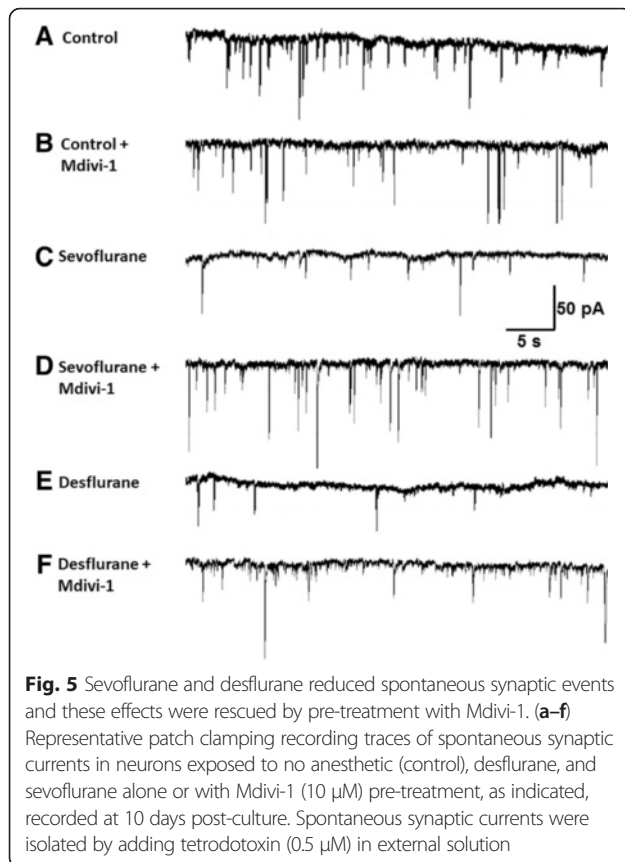 A Control
B Control +
Mdivi-1
C Sevoflurane
50 pA
5 s
D Sevoflurane +
Mdivi-1
E Desflurane
F Desflurane +
Mdivi-1
Fig. 5 Sevoflurane and desflurane reduced spontaneous synaptic events
and these effects were rescued by pre-treatment with Mdivi-1. (a–f)
Representative patch clamping recording traces of spontaneous synaptic
currents in neurons exposed to no anesthetic (control), desflurane, and
sevoflurane alone or with Mdivi-1 (10 μM) pre-treatment, as indicated,
recorded at 10 days post-culture. Spontaneous synaptic currents were
isolated by adding tetrodotoxin (0.5 μM) in external solution